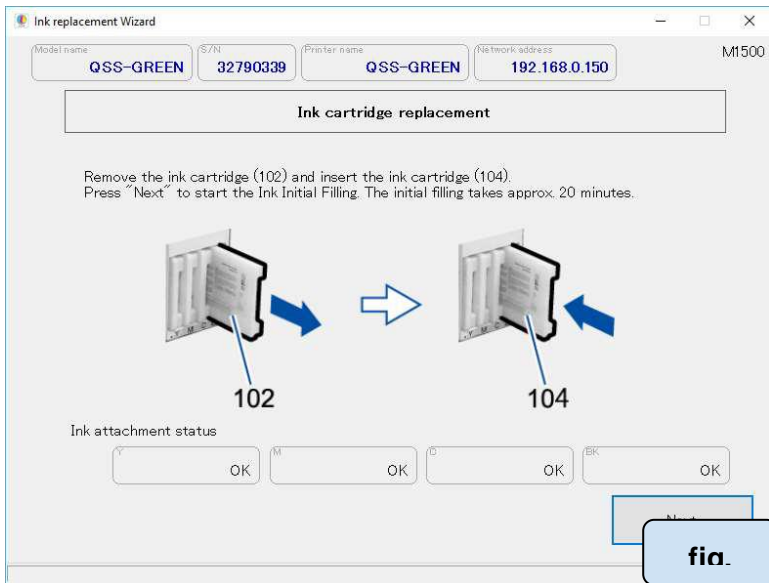 Ink replacement Wizard
Model name
QSS-GREEN
S/N
32790339
Printer name
QSS-GREEN
Network address
192.168.0.150
M1500
Ink cartridge replacement
Remove the ink cartridge (102) and insert the ink cartridge (104).
Press "Next" to start the Ink Initial Filling. The initial filling takes approx. 20 minutes.
Y M C
Y M C
102
104
Ink attachment status
Y
OK
M
OK
C
OK
BK
OK
fig.